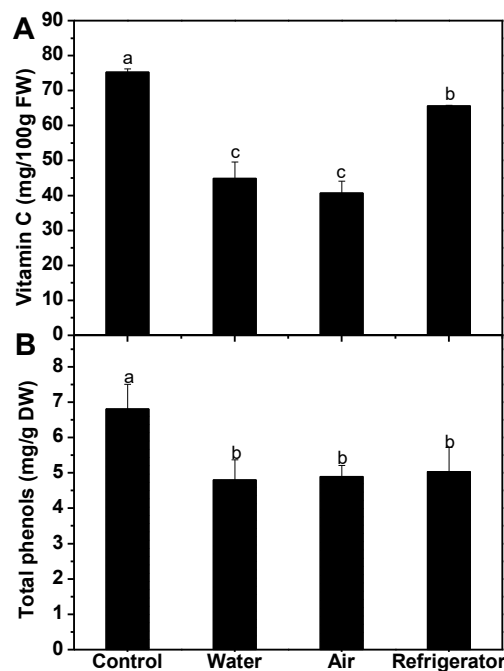 A
Vitamin C (mg/100g FW)
90
80
70
60
50
40
30
20
10
0
a
c
c
b
B
Total phenols (mg/g DW)
8
7
6
5
4
3
2
1
0
a
b
b
b
Control Water Air Refrigerator